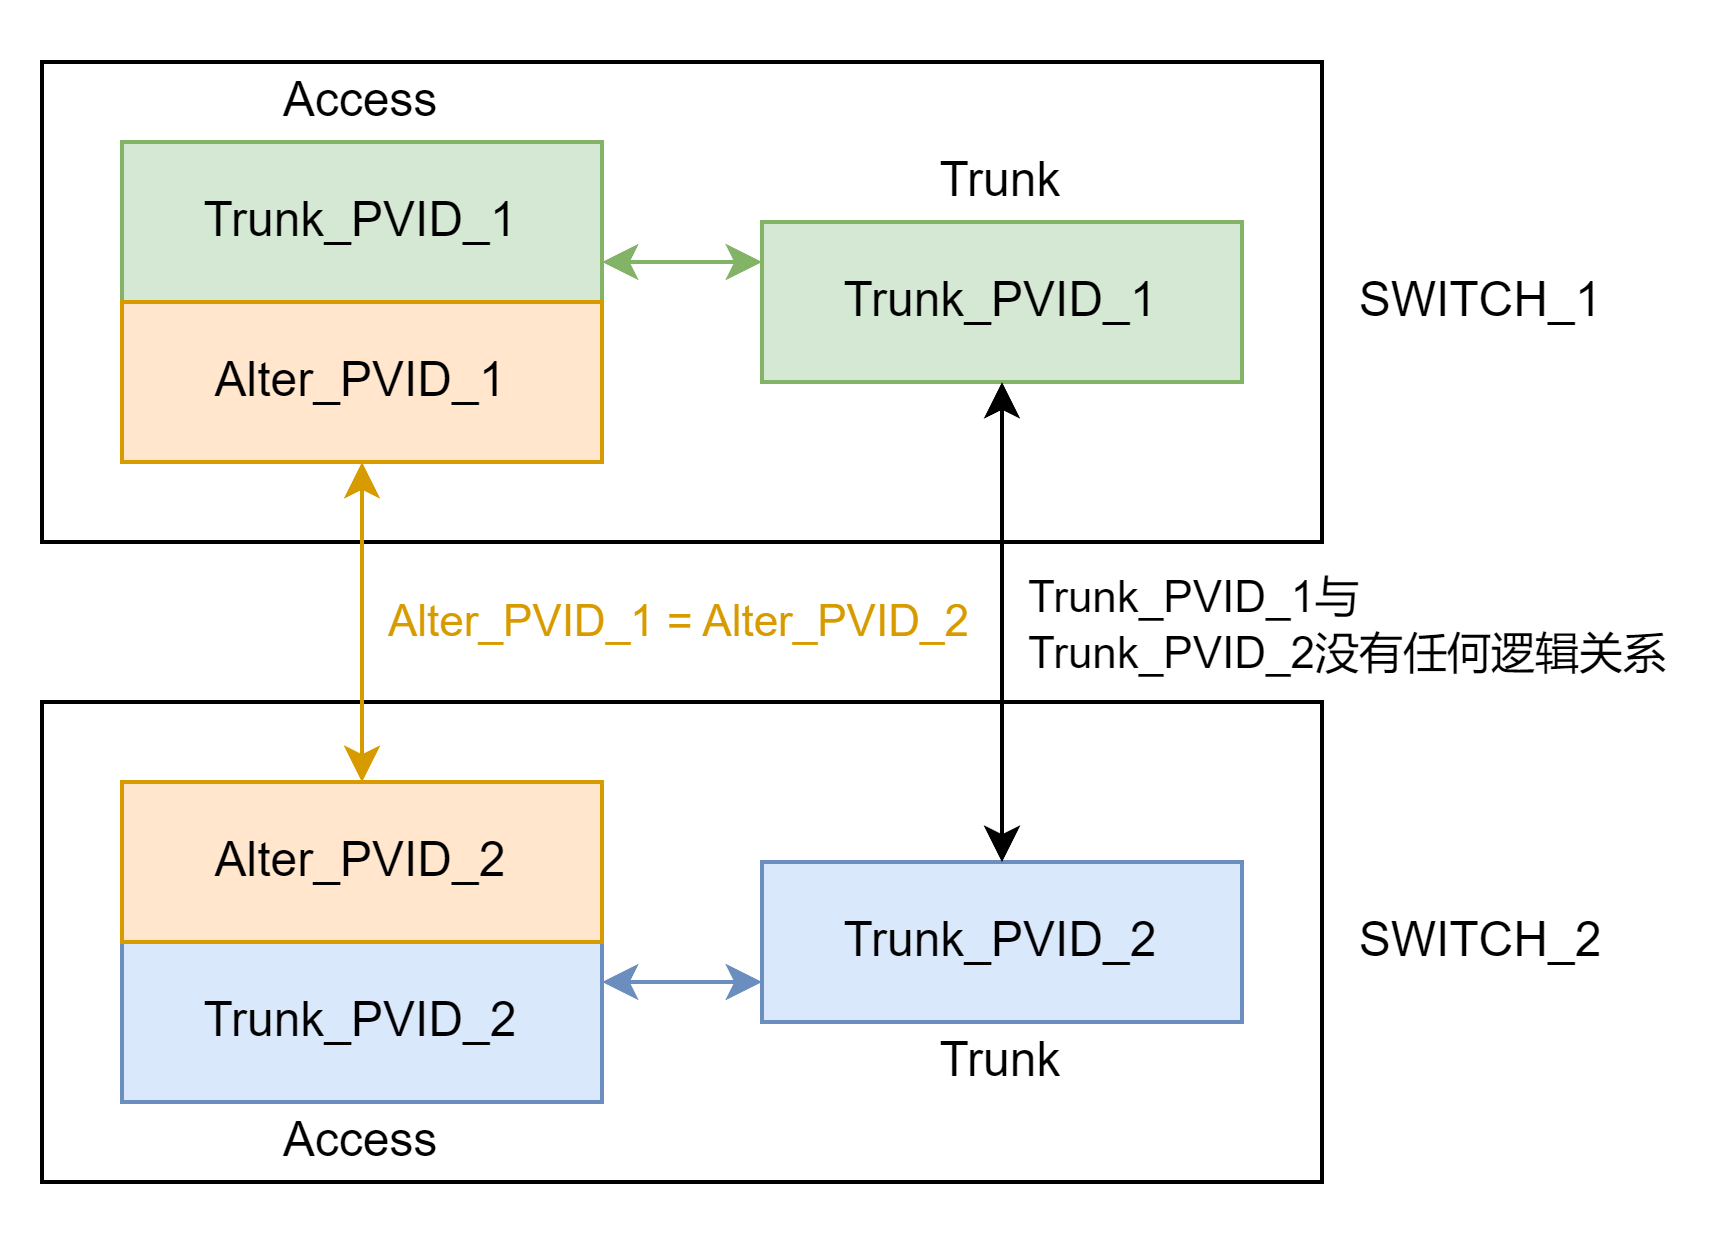 Access
Trunk_PVID_1
Trunk
Trunk_PVID_1
SWITCH_1
Alter_PVID_1
Alter_PVID_1 = Alter_PVID_2
Trunk_PVID_1与
Trunk_PVID_2没有任何逻辑关系
Alter_PVID_2
Trunk_PVID_2
SWITCH_2
Trunk_PVID_2
Trunk
Access